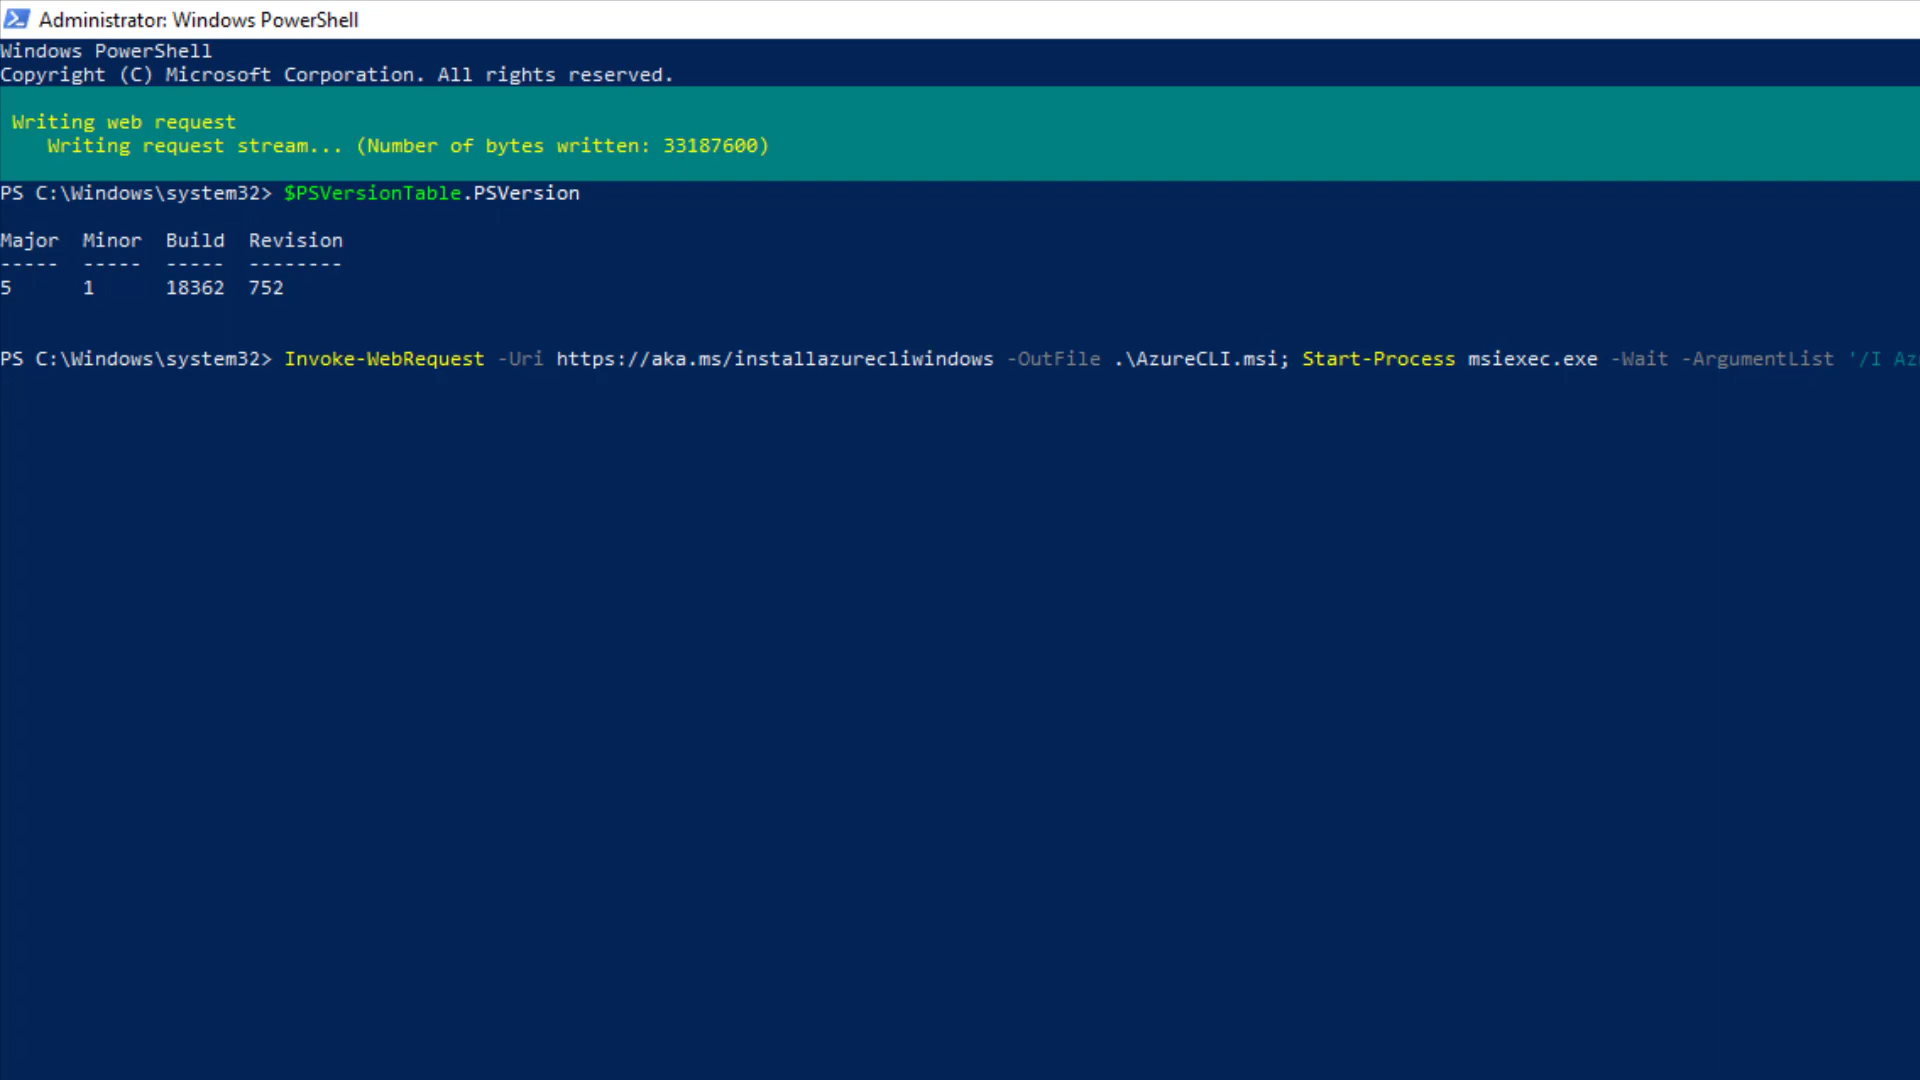 Administrator: Windows PowerShell
Windows PowerShell
Copyright (C) Microsoft Corporation. All rights reserved.
Writing web request
Writing request stream... (Number of bytes written: 33187600)
PS C:\Windows\system32> $PSVersionTable.PSVersion
Major  Minor  Build  Revision
-----  -----  -----  --------
5      1      18362  752
PS C:\Windows\system32> Invoke-WebRequest -Uri https://aka.ms/installazurecliwindows -OutFile .\AzureCLI.msi; Start-Process msiexec.exe -Wait -ArgumentList '/I Az